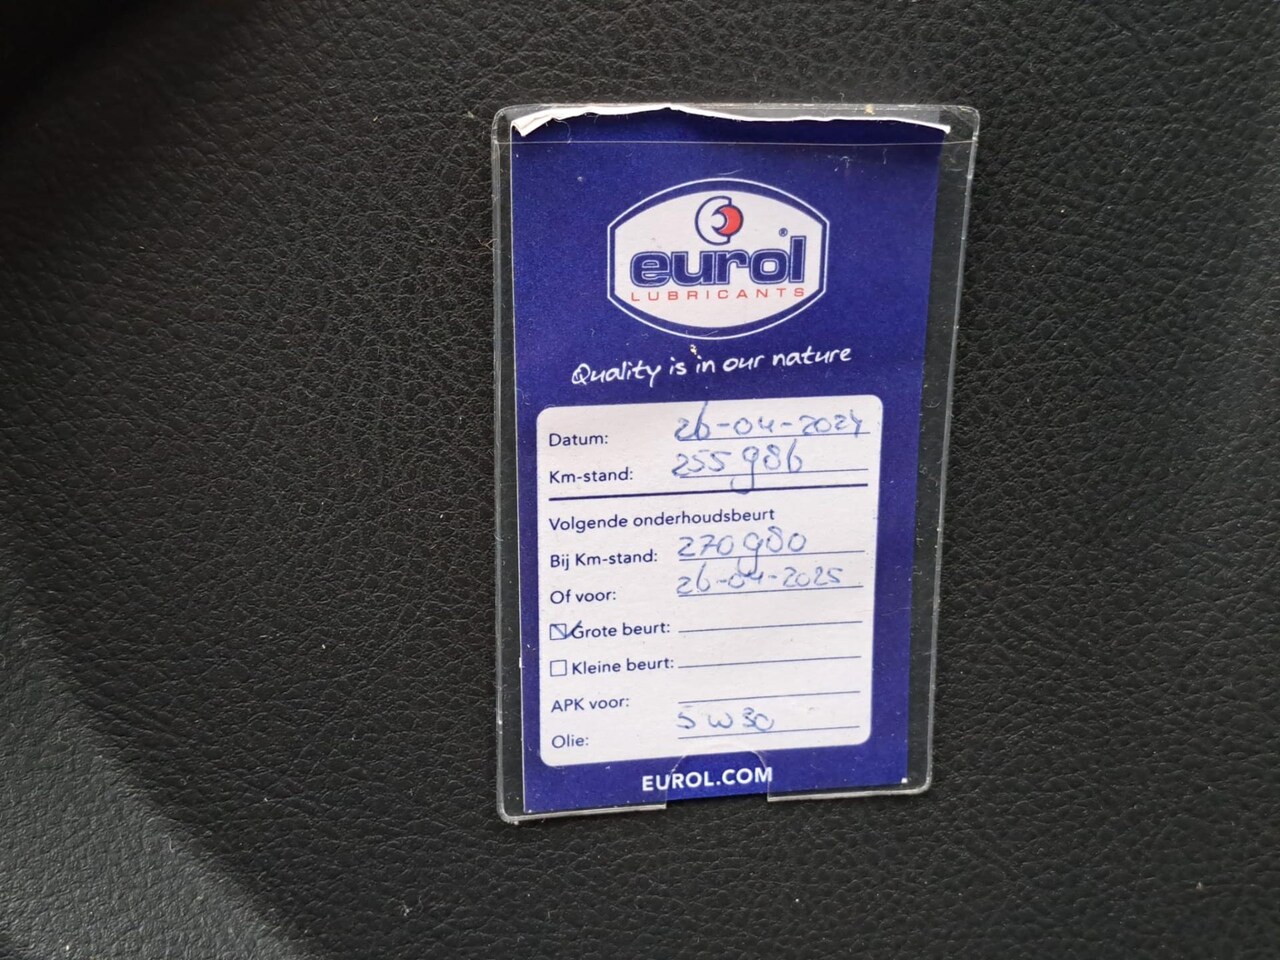 eurol®
LUBRICANTS
Quality is in our nature
Datum: 26-04-2024
Km-stand: 255986
Volgende onderhoudsbeurt
Bij Km-stand: 270980
Of voor: 26-04-2025
Grote beurt:
Kleine beurt:
APK voor:
Olie: 5W30
EUROL.COM